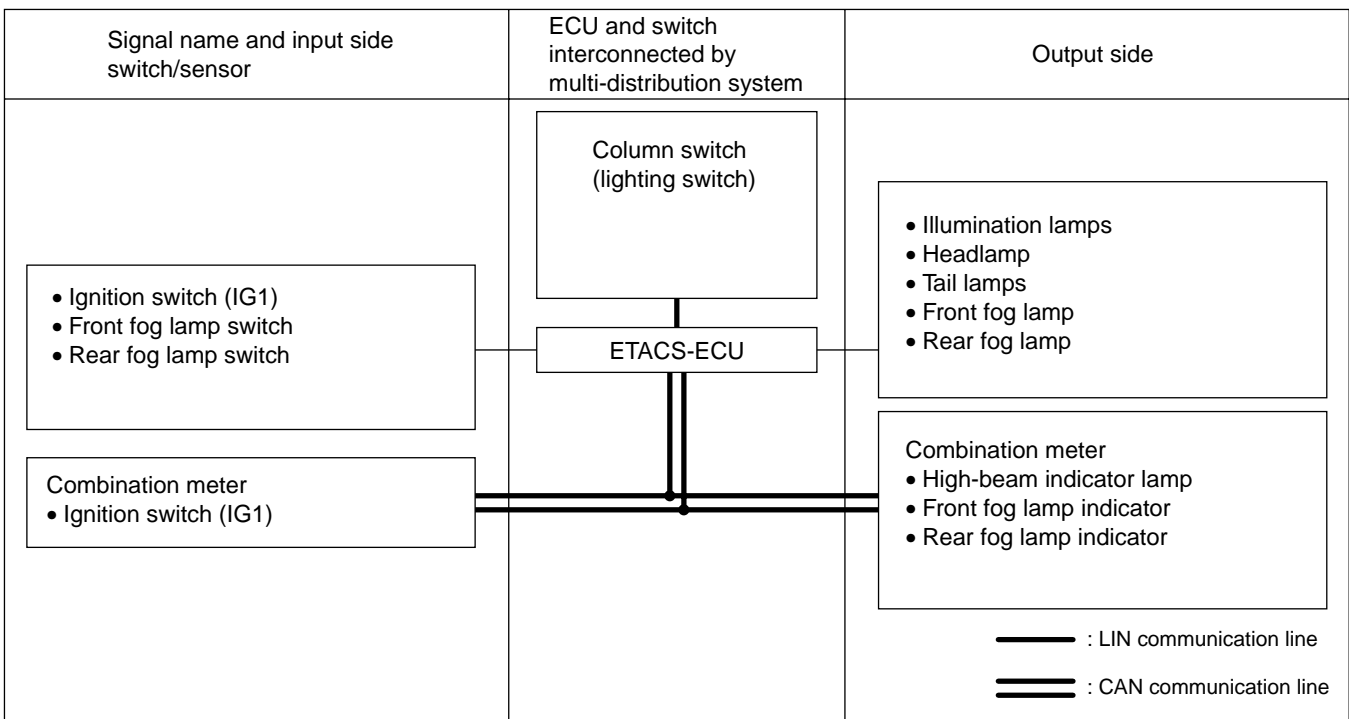 Signal name and input side
switch/sensor
ECU and switch
interconnected by
multi-distribution system
Output side
Column switch
(lighting switch)
• Ignition switch (IG1)
• Front fog lamp switch
• Rear fog lamp switch
ETACS-ECU
• Illumination lamps
• Headlamp
• Tail lamps
• Front fog lamp
• Rear fog lamp
Combination meter
• Ignition switch (IG1)
Combination meter
• High-beam indicator lamp
• Front fog lamp indicator
• Rear fog lamp indicator
: LIN communication line
: CAN communication line